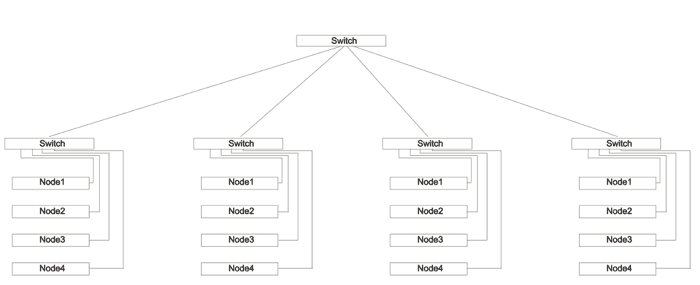 Switch
Switch Switch Switch Switch
Node1 Node1 Node1 Node1
Node2 Node2 Node2 Node2
Node3 Node3 Node3 Node3
Node4 Node4 Node4 Node4